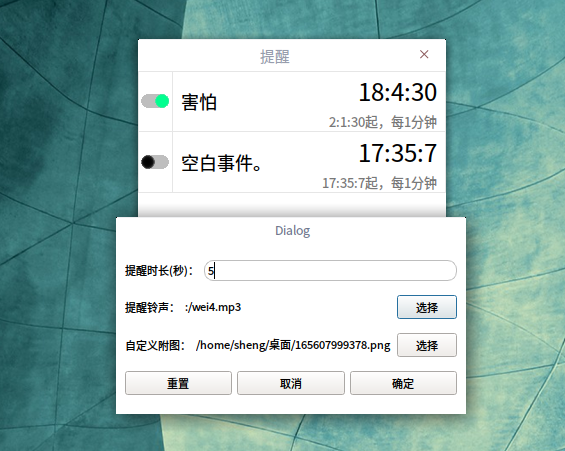 提醒
害怕
18:4:30
2:1:30起，每1分钟
空白事件。
17:35:7
17:35:7起，每1分钟
Dialog
提醒时长(秒)： 5
提醒铃声： :/wei4.mp3 选择
自定义附图： /home/sheng/桌面/165607999378.png 选择
重置 取消 确定